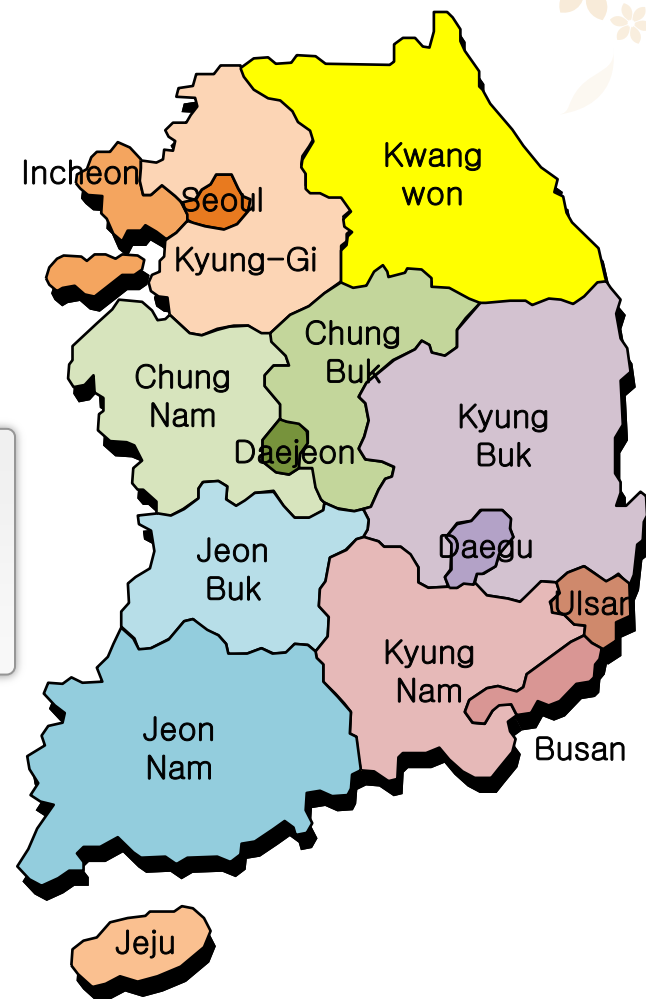 Kwang
won
Incheon
Seoul
Kyung-Gi
Chung
Buk
Chung
Nam
Kyung
Buk
Daejeon
Daegu
Jeon
Buk
Ulsan
Kyung
Nam
Jeon
Nam
Busan
Jeju